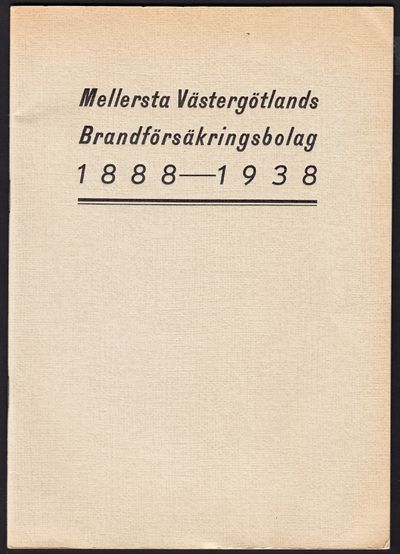 Mellersta Västergötlands
Brandförsäkringsbolag
1888—1938